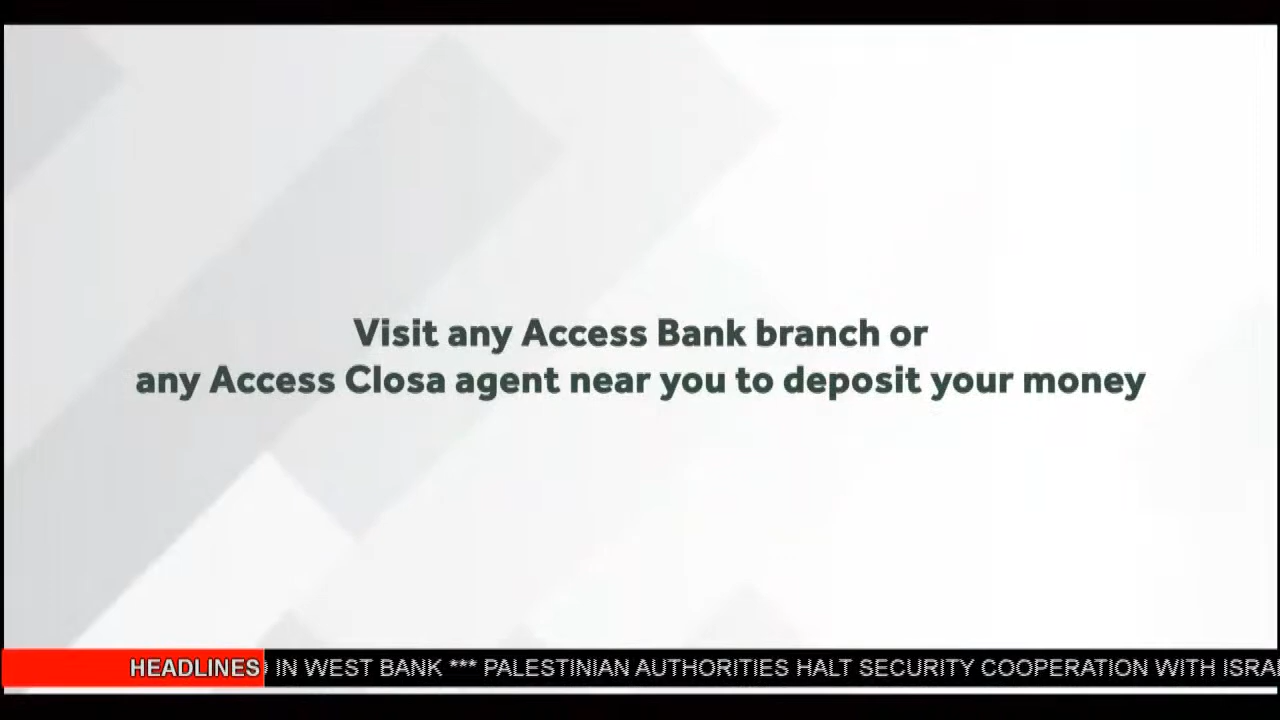 Visit any Access Bank branch or
any Access Closa agent near you to deposit your money
HEADLINES IN WEST BANK *** PALESTINIAN AUTHORITIES HALT SECURITY COOPERATION WITH